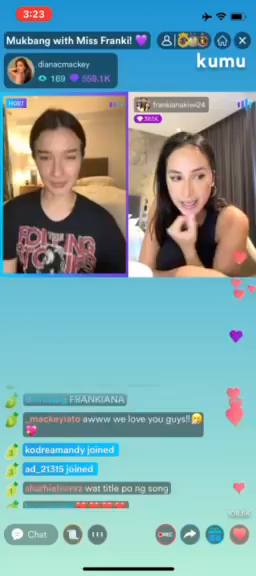 3:23
Mukbang with Miss Franki! 💜
dianacmackey
169 558.1K
kumu
HOST
frankianakiwi24
FRANKIANA
_mackeyiato awww we love you guys!!
kodreamandy joined
ad_21315 joined
wat title po ng song
Chat